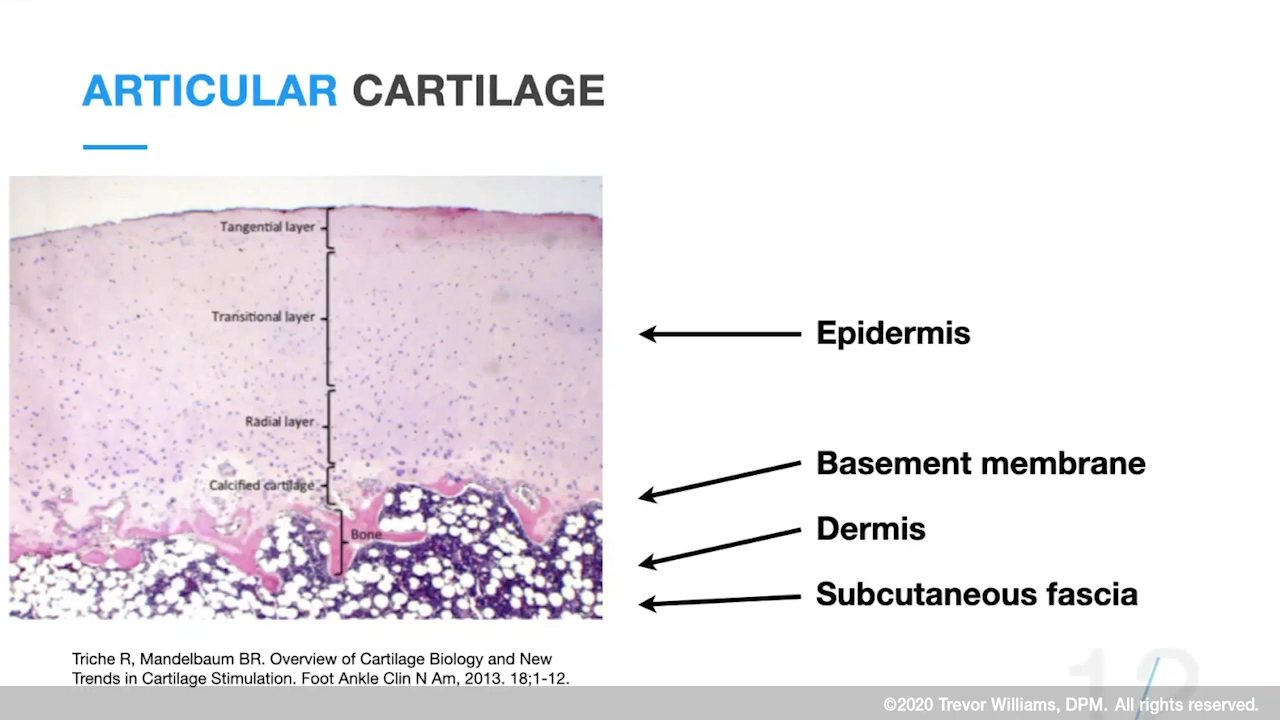 ARTICULAR CARTILAGE
Tangential layer
Transitional layer
Radial layer
Calcified cartilage
Bone
Epidermis
Basement membrane
Dermis
Subcutaneous fascia
Triche R, Mandelbaum BR. Overview of Cartilage Biology and New
Trends in Cartilage Stimulation. Foot Ankle Clin N Am, 2013. 18;1-12.
©2020 Trevor Williams, DPM. All rights reserved.